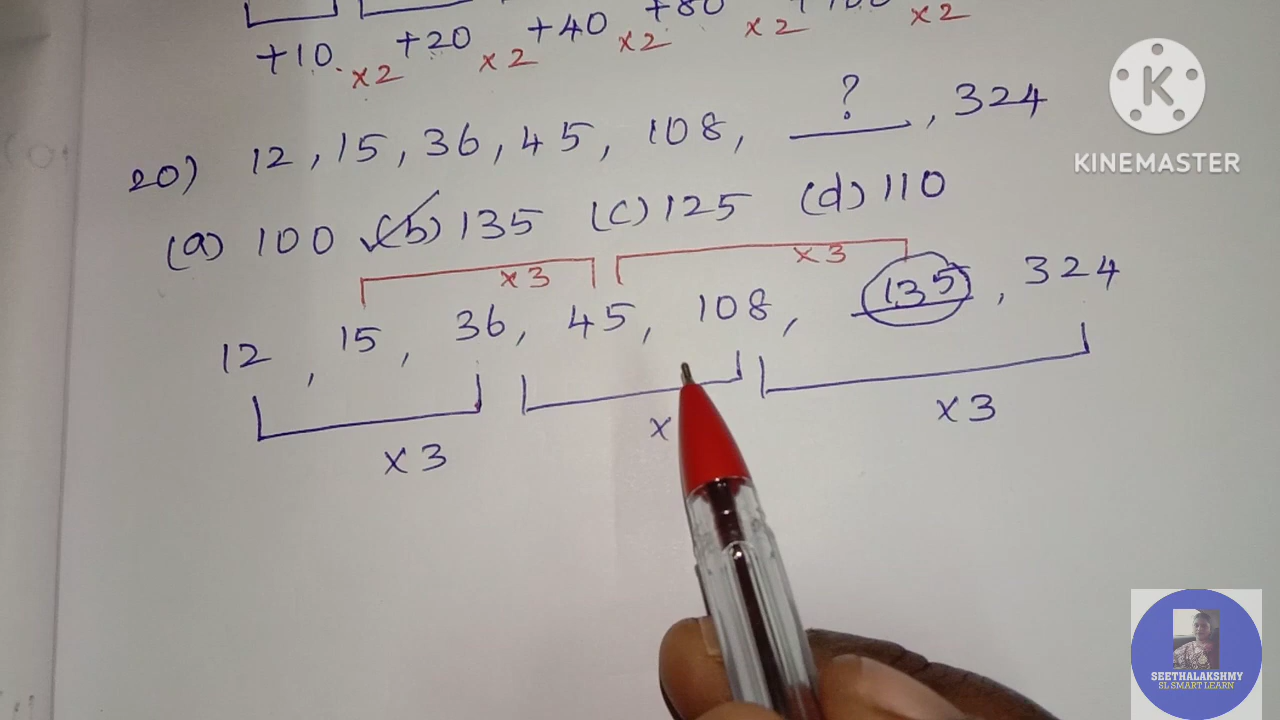 +10 ×2 +20 ×2 +40 ×2 +80 ×2 ×2
20) 12, 15, 36, 45, 108, ?, 324
(a) 100 (b) 135 (c) 125 (d) 110
×3 ×3
12, 15, 36, 45, 108, 135, 324
×3 × ×3
KINEMASTER
SEETHALAKSHMY
SL SMART LEARN